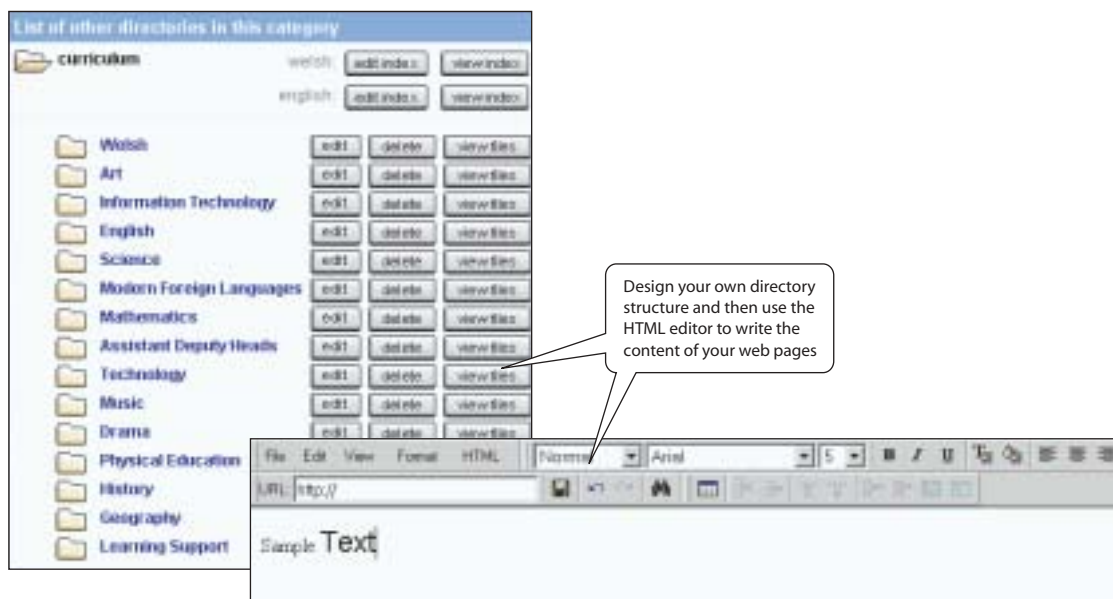 List of other directories in this category
curriculum welsh: edit index view index
english: edit index view index
Welsh edit delete view files
Art edit delete view files
Information Technology edit delete view files
English edit delete view files
Science edit delete view files
Modern Foreign Languages edit delete view files
Mathematics edit delete view files
Assistant Deputy Heads edit delete view files
Technology edit delete view files
Music edit delete view files
Drama edit delete view files
Physical Education
History
Geography
Learning Support
Design your own directory
structure and then use the
HTML editor to write the
content of your web pages
File Edit View Format HTML Normal Arial 5 B I U
URL: http://
Sample Text